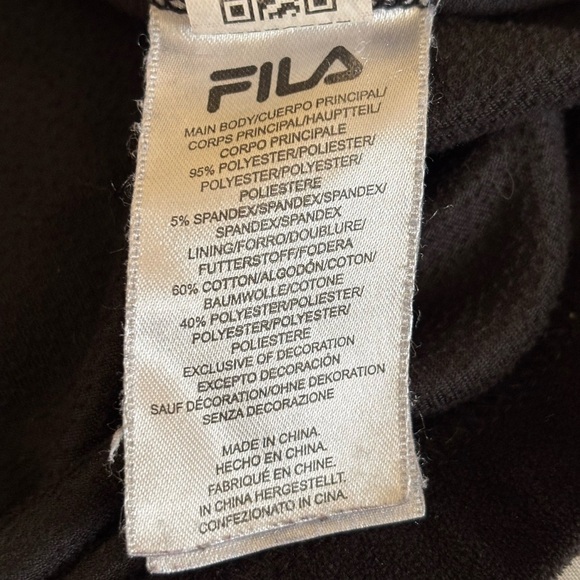 FILA
MAIN BODY/CUERPO PRINCIPAL/
CORPS PRINCIPAL/HAUPTTEIL/
CORPO PRINCIPALE
95% POLYESTER/POLIESTER/
POLYESTER/POLYESTER/
POLIESTERE
5% SPANDEX/SPANDEX/SPANDEX/
SPANDEX/SPANDEX
LINING/FORRO/DOUBLURE/
FUTTERSTOFF/FODERA
60% COTTON/ALGODÓN/COTON/
BAUMWOLLE/COTONE
40% POLYESTER/POLIESTER/
POLYESTER/POLYESTER/
POLIESTERE
EXCLUSIVE OF DECORATION
EXCEPTO DECORACIÓN
SAUF DÉCORATION/OHNE DEKORATION
SENZA DECORAZIONE
MADE IN CHINA.
HECHO EN CHINA.
FABRIQUÉ EN CHINE.
IN CHINA HERGESTELLT.
CONFEZIONATO IN CINA.